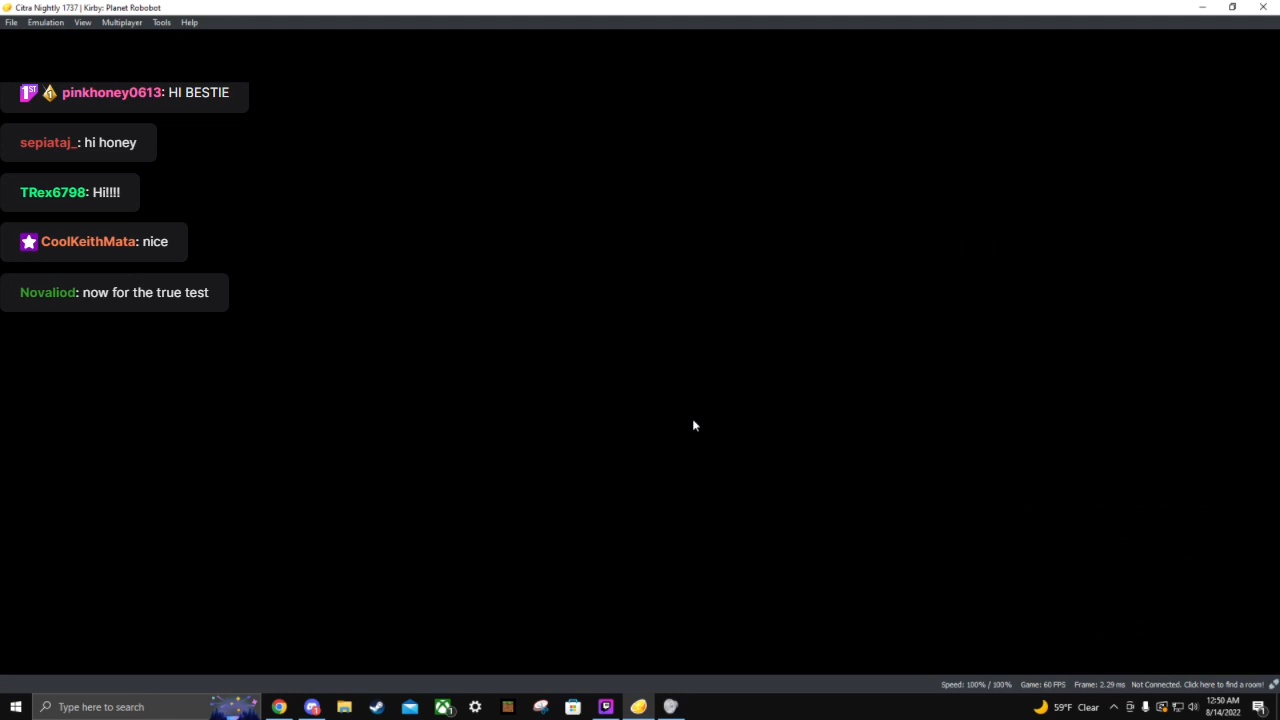 Citra Nightly 1737 | Kirby: Planet Robobot
File Emulation View Multiplayer Tools Help
1ST 1 pinkhoney0613: HI BESTIE
sepiataj_: hi honey
TRex6798: Hi!!!!
CoolKeithMata: nice
Novaliod: now for the true test
Speed: 100% / 100% Game: 60 FPS Frame: 2.29 ms Not Connected. Click here to find a room!
Type here to search
59°F Clear
12:50 AM
8/14/2022